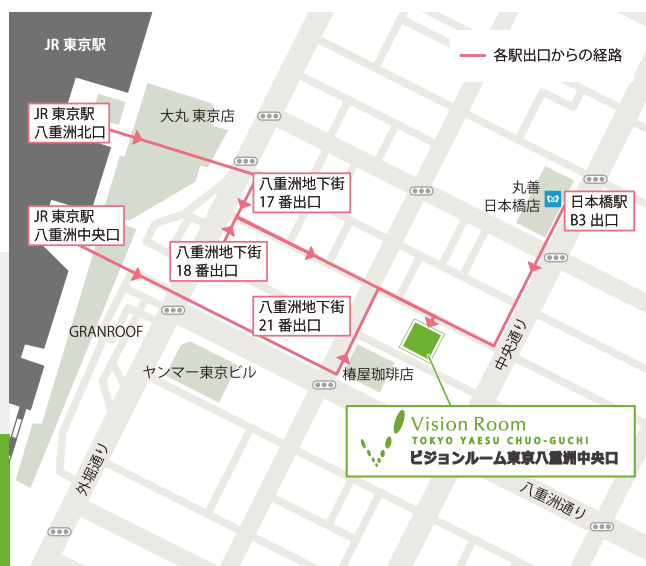 JR 東京駅
各駅出口からの経路
JR 東京駅
八重洲北口
大丸 東京店
八重洲地下街
17 番出口
丸善
日本橋店
日本橋駅
B3 出口
JR 東京駅
八重洲中央口
八重洲地下街
18 番出口
八重洲地下街
21 番出口
GRANROOF
ヤンマー東京ビル
椿屋珈琲店
中央通り
外堀通り
八重洲通り
Vision Room
TOKYO YAESU CHUO-GUCHI
ビジョンルーム東京八重洲中央口